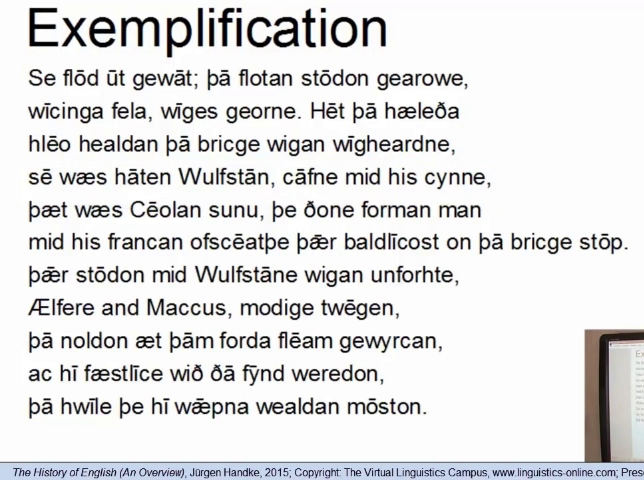 Exemplification
Se flōd ūt gewāt; þā flotan stōdon gearowe,
wīcinga fela, wīges georne. Hēt þā hæleða
hlēo healdan þā bricge wigan wīgheardne,
sē wæs hāten Wulfstān, cāfne mid his cynne,
þæt wæs Cēolan sunu, þe ðone forman man
mid his francan ofscēatþe þǣr baldlīcost on þā bricge stōp.
þǣr stōdon mid Wulfstāne wigan unforhte,
Ælfere and Maccus, modige twēgen,
þā noldon æt þām forda flēam gewyrcan,
ac hī fæstlīce wið ðā fȳnd weredon,
þā hwīle þe hī wǣpna wealdan mōston.
The History of English (An Overview), Jürgen Handke, 2015; Copyright: The Virtual Linguistics Campus, www.linguistics-online.com; Pres